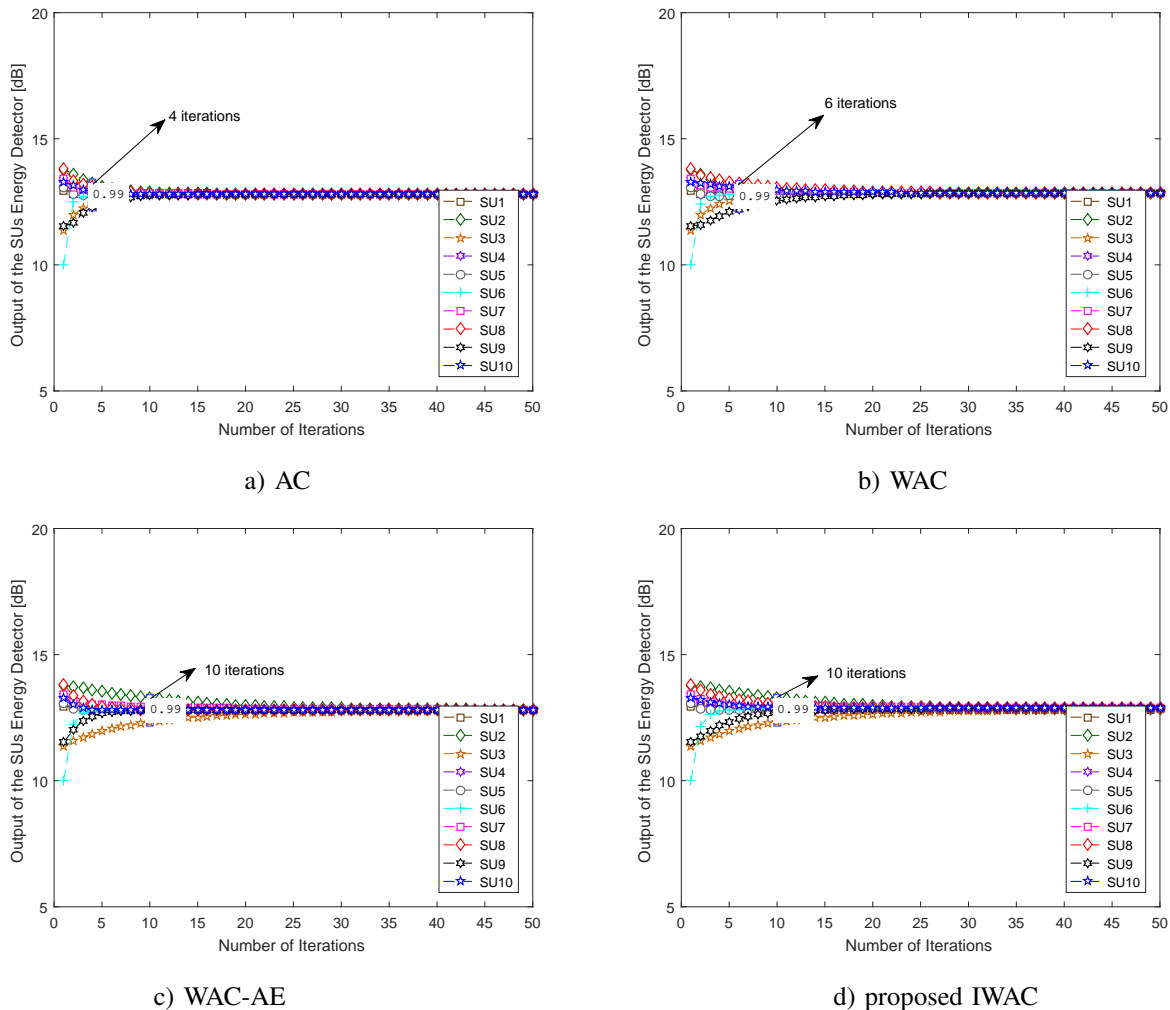 20
15
10
5
0 5 10 15 20 25 30 35 40 45 50
Output of the SUs Energy Detector [dB]
Number of Iterations
4 iterations
0.99
SU1
SU2
SU3
SU4
SU5
SU6
SU7
SU8
SU9
SU10
a) AC
20
15
10
5
0 5 10 15 20 25 30 35 40 45 50
Output of the SUs Energy Detector [dB]
Number of Iterations
6 iterations
0.99
SU1
SU2
SU3
SU4
SU5
SU6
SU7
SU8
SU9
SU10
b) WAC
20
15
10
5
0 5 10 15 20 25 30 35 40 45 50
Output of the SUs Energy Detector [dB]
Number of Iterations
10 iterations
0.99
SU1
SU2
SU3
SU4
SU5
SU6
SU7
SU8
SU9
SU10
c) WAC-AE
20
15
10
5
0 5 10 15 20 25 30 35 40 45 50
Output of the SUs Energy Detector [dB]
Number of Iterations
10 iterations
0.99
SU1
SU2
SU3
SU4
SU5
SU6
SU7
SU8
SU9
SU10
d) proposed IWAC